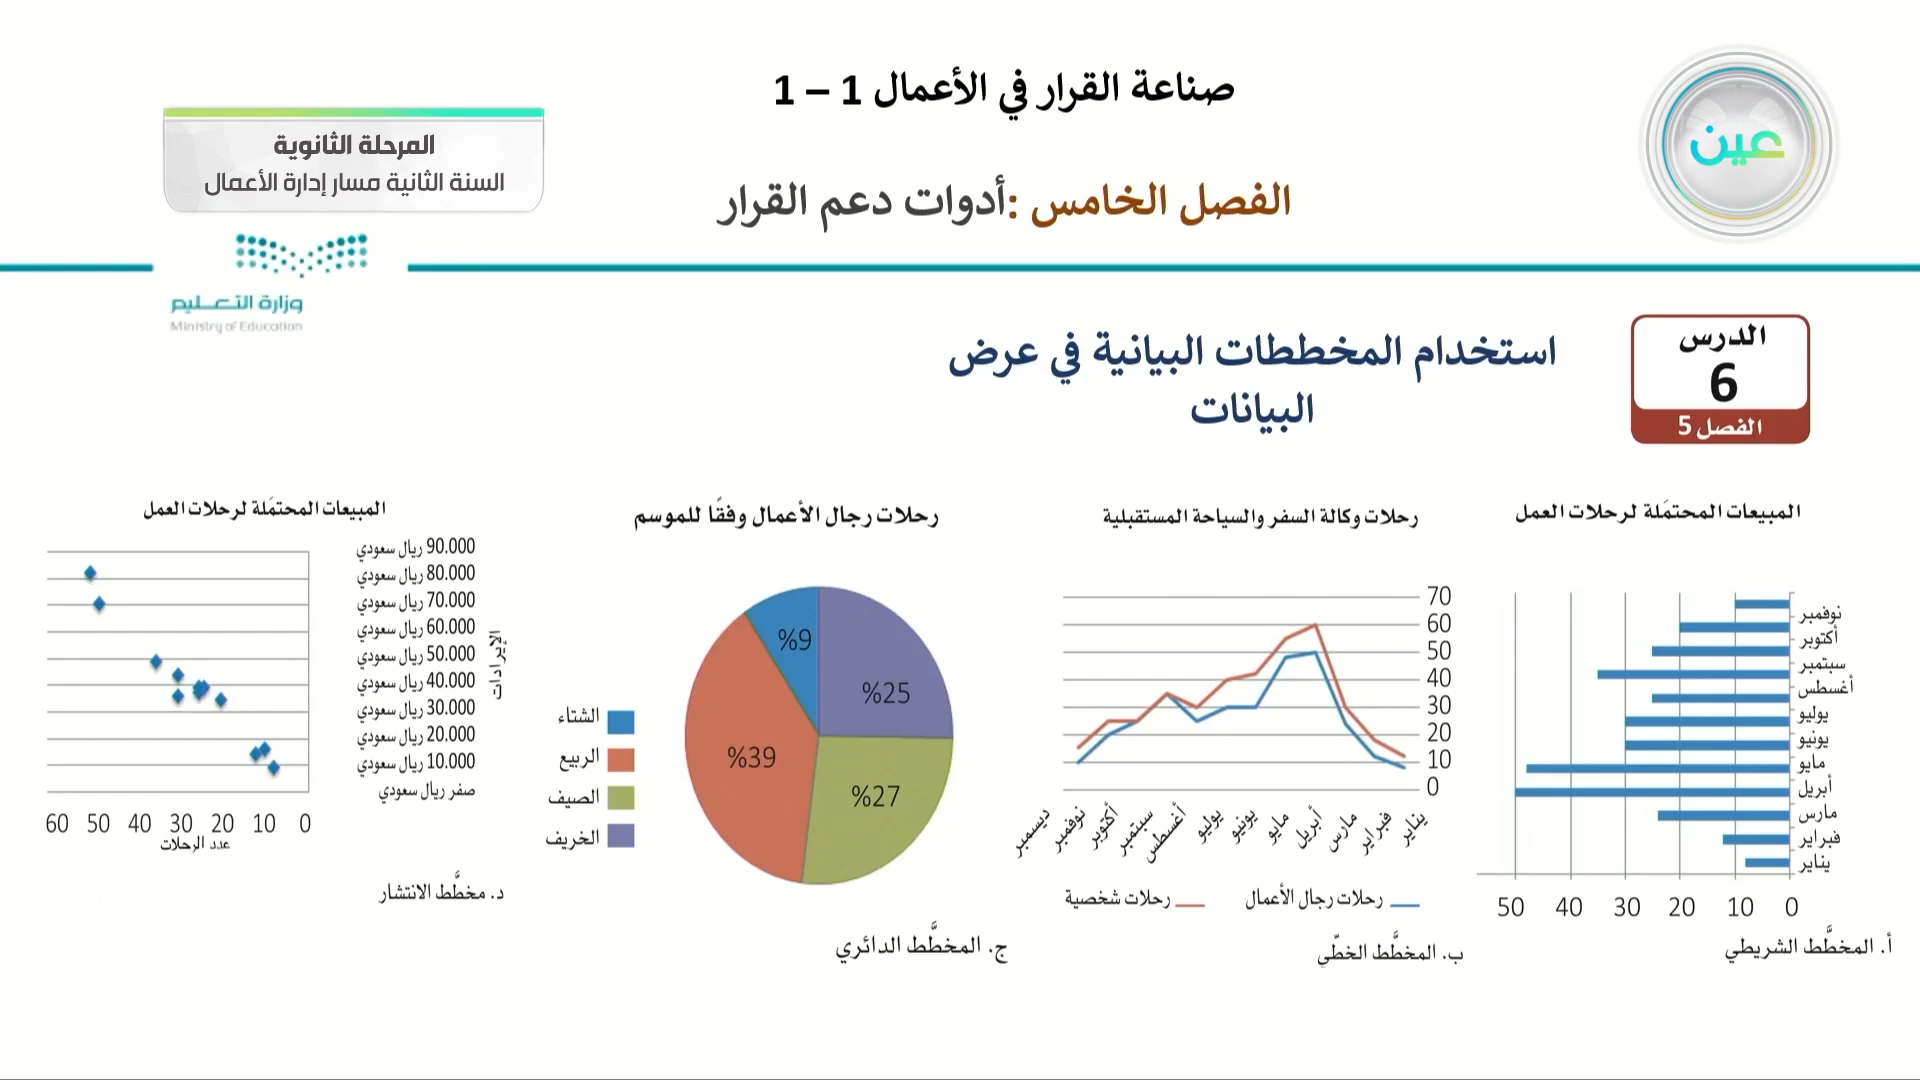 صناعة القرار في الأعمال 1 – 1
عين
المرحلة الثانوية
السنة الثانية مسار إدارة الأعمال
الفصل الخامس :أدوات دعم القرار
وزارة التعليم
Ministry of Education
الدرس
6
الفصل 5
استخدام المخططات البيانية في عرض
البيانات
المبيعات المحتمَلة لرحلات العمل
نوفمبر
أكتوبر
سبتمبر
أغسطس
يوليو
يونيو
مايو
أبريل
مارس
فبراير
يناير
0 10 20 30 40 50
أ. المخطَّط الشريطي
رحلات وكالة السفر والسياحة المستقبلية
70
60
50
40
30
20
10
0
يناير فبراير مارس أبريل مايو يونيو يوليو أغسطس سبتمبر أكتوبر نوفمبر ديسمبر
رحلات رجال الأعمال
رحلات شخصية
ب. المخطَّط الخطّي
رحلات رجال الأعمال وفقًا للموسم
%9
%25
%39
%27
الشتاء
الربيع
الصيف
الخريف
ج. المخطَّط الدائري
المبيعات المحتمَلة لرحلات العمل
الإيرادات
90.000 ريال سعودي
80.000 ريال سعودي
70.000 ريال سعودي
60.000 ريال سعودي
50.000 ريال سعودي
40.000 ريال سعودي
30.000 ريال سعودي
20.000 ريال سعودي
10.000 ريال سعودي
صفر ريال سعودي
0 10 20 30 40 50 60
عدد الرحلات
د. مخطَّط الانتشار